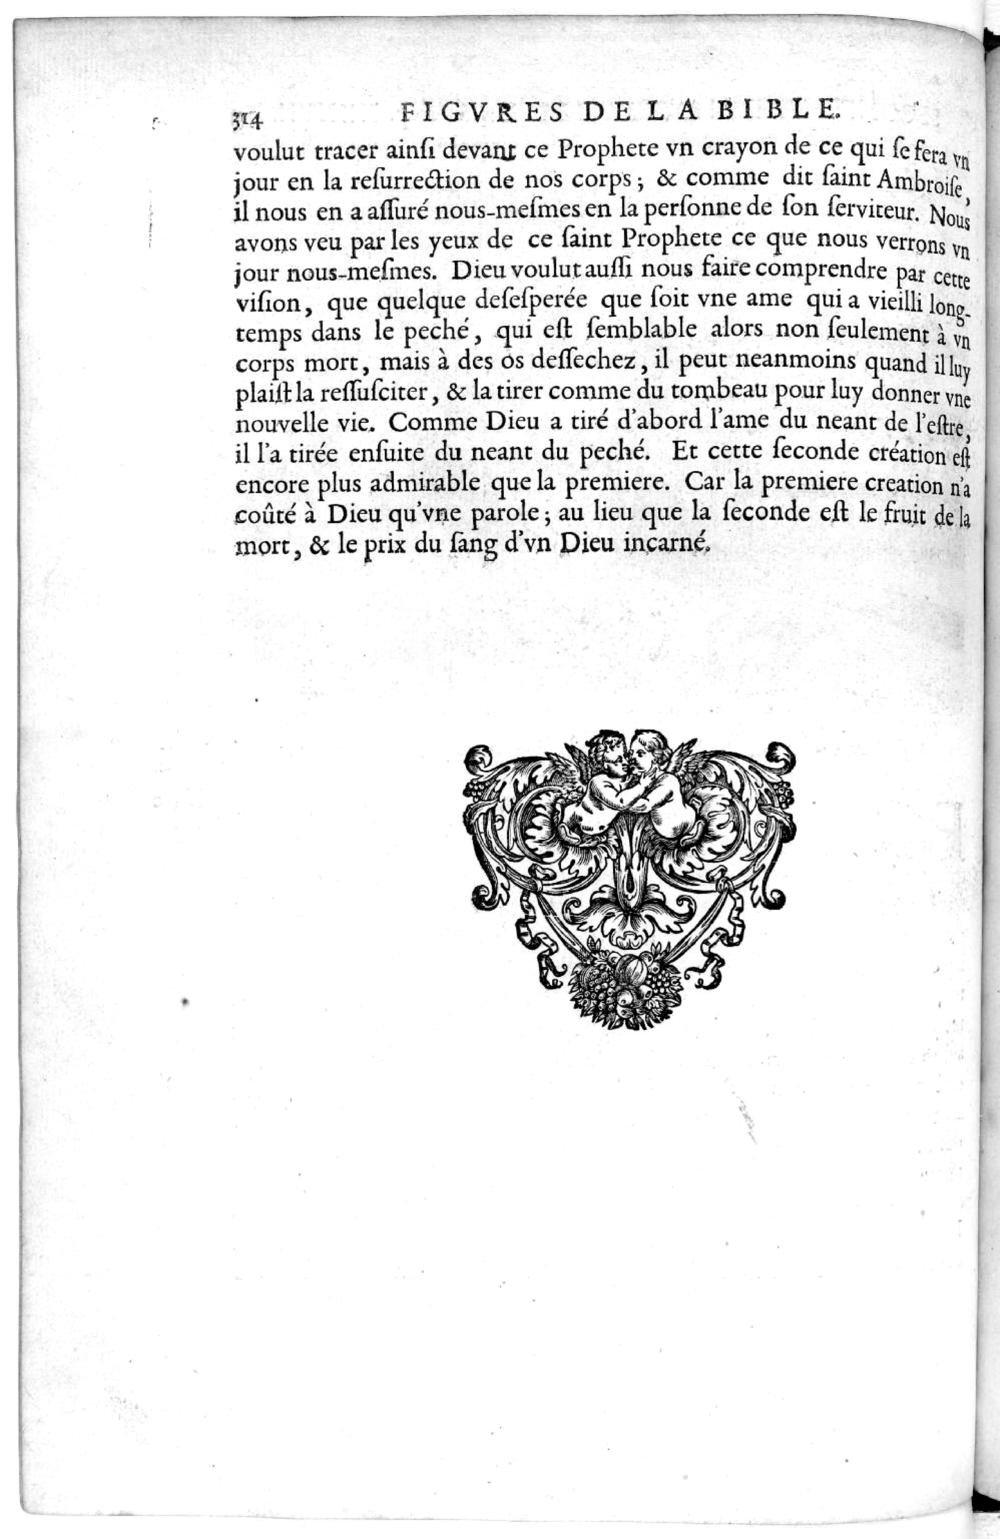 314 FIGVRES DE LA BIBLE.
voulut tracer ainſi devant ce Prophete vn crayon de ce qui ſe fera vn
jour en la reſurrection de nos corps; & comme dit ſaint Ambroiſe,
il nous en a aſſuré nous-meſmes en la perſonne de ſon ſerviteur. Nous
avons veu par les yeux de ce ſaint Prophete ce que nous verrons vn
jour nous-meſmes. Dieu voulut auſſi nous faire comprendre par cette
viſion, que quelque deſeſperée que ſoit vne ame qui a vieilli long-
temps dans le peché, qui eſt ſemblable alors non ſeulement à vn
corps mort, mais à des os deſſechez, il peut neanmoins quand il luy
plaiſt la reſſuſciter, & la tirer comme du tombeau pour luy donner vne
nouvelle vie. Comme Dieu a tiré d'abord l'ame du neant de l'eſtre,
il l'a tirée enſuite du neant du peché. Et cette ſeconde création eſt
encore plus admirable que la premiere. Car la premiere creation n'a
coûté à Dieu qu'vne parole; au lieu que la ſeconde eſt le fruit de la
mort, & le prix du ſang d'vn Dieu incarné.